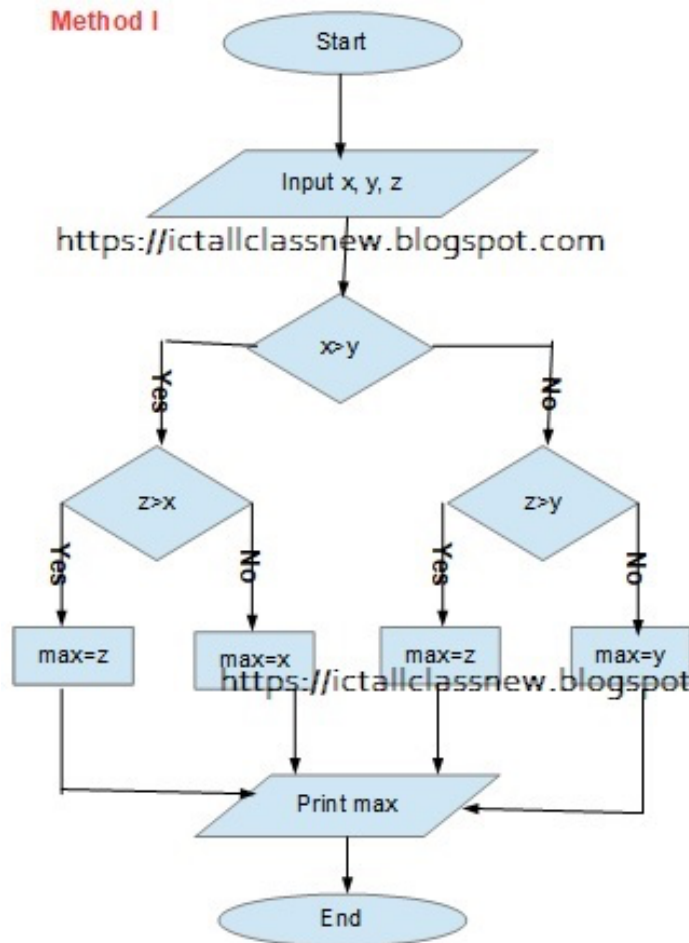 Method I
Start
Input x, y, z
https://ictallclassnew.blogspot.com
x>y
Yes
No
z>x
z>y
Yes
No
Yes
No
max=z
max=x
max=z
max=y
https://ictallclassnew.blogspot
Print max
End